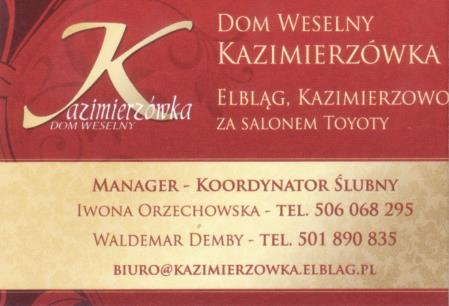 Kazimierzówka
DOM WESELNY
DOM WESELNY
KAZIMIERZÓWKA
ELBLĄG, KAZIMIERZOWO
ZA SALONEM TOYOTY
MANAGER - KOORDYNATOR ŚLUBNY
IWONA ORZECHOWSKA - TEL. 506 068 295
WALDEMAR DEMBY - TEL. 501 890 835
BIURO@KAZIMIEROWKA.ELBLAG.PL